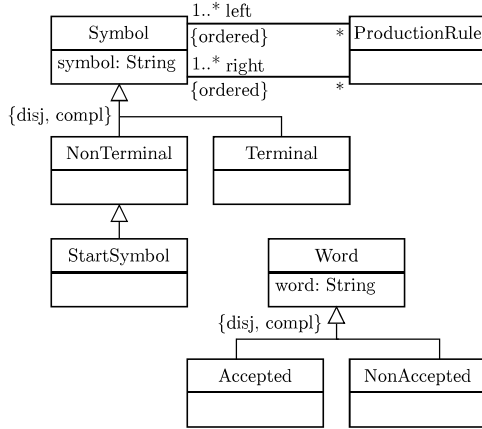 1..* left
Symbol
{ordered} *
ProductionRule
symbol: String
1..* right
{ordered} *
{disj, compl}
NonTerminal
Terminal
StartSymbol
Word
word: String
{disj, compl}
Accepted
NonAccepted